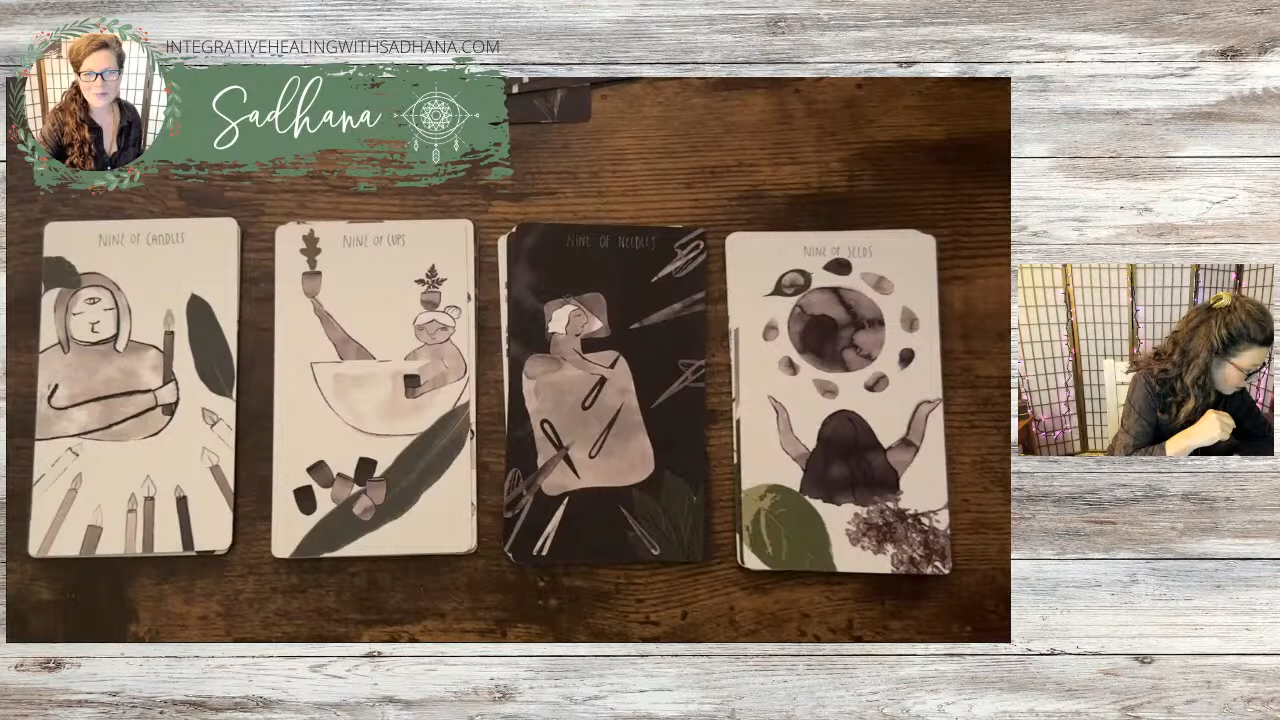 INTEGRATIVEHEALINGWITHSADHANA.COM
Sadhana
NINE OF CANDLES
NINE OF CUPS
NINE OF NEEDLES
NINE OF SEEDS